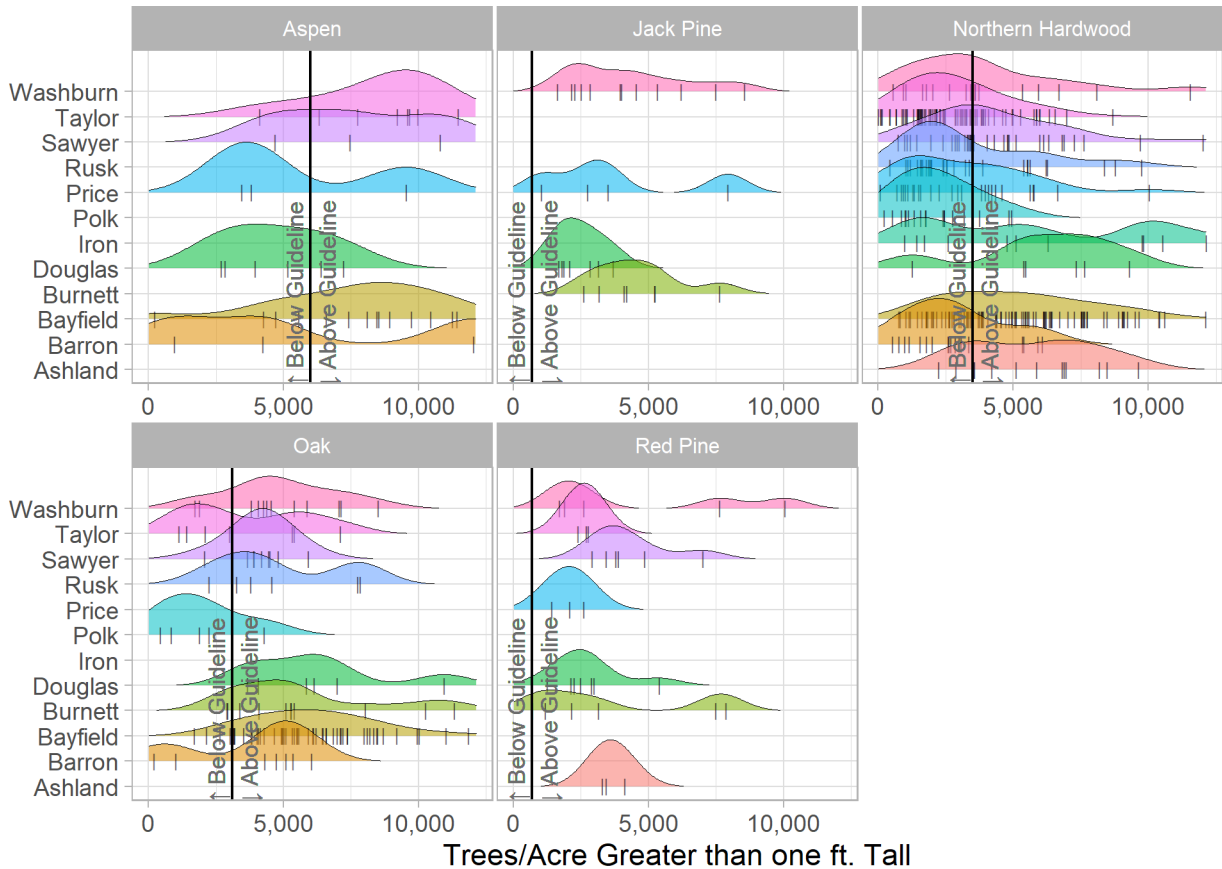 Aspen
Jack Pine
Northern Hardwood
Washburn
Taylor
Sawyer
Rusk
Price
Polk
Iron
Douglas
Burnett
Bayfield
Barron
Ashland
Below Guideline
Above Guideline
Below Guideline
Above Guideline
Below Guideline
Above Guideline
0 5,000 10,000
0 5,000 10,000
0 5,000 10,000
Oak
Red Pine
Washburn
Taylor
Sawyer
Rusk
Price
Polk
Iron
Douglas
Burnett
Bayfield
Barron
Ashland
Below Guideline
Above Guideline
Below Guideline
Above Guideline
0 5,000 10,000
0 5,000 10,000
Trees/Acre Greater than one ft. Tall